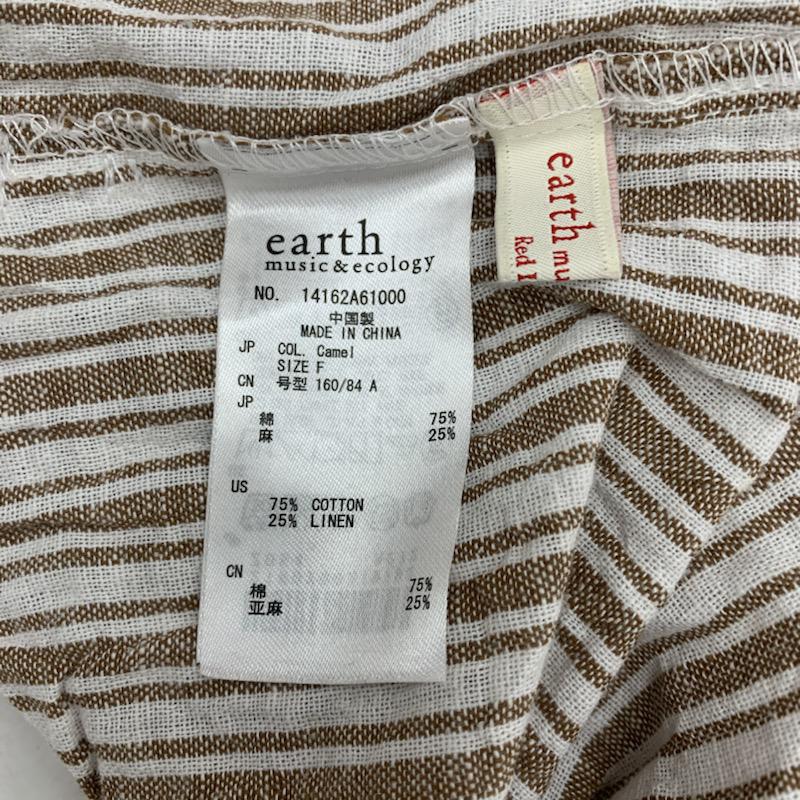 earth
music&ecology
NO. 14162A61000
中国製
MADE IN CHINA
JP COL. Camel
SIZE F
CN 号型 160/84 A
JP
綿 75%
麻 25%
US
75% COTTON
25% LINEN
CN
棉 75%
亚麻 25%
earth mu
Red